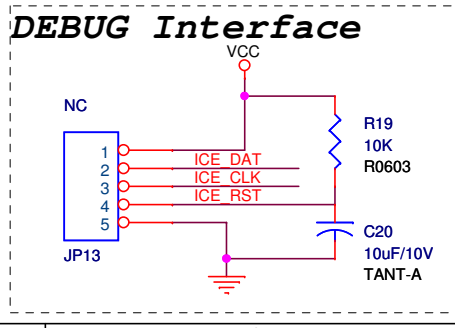 DEBUG Interface
VCC
NC
R19
10K
R0603
1
ICE_DAT
2
ICE_CLK
3
ICE_RST
4
5
C20
10uF/10V
TANT-A
JP13